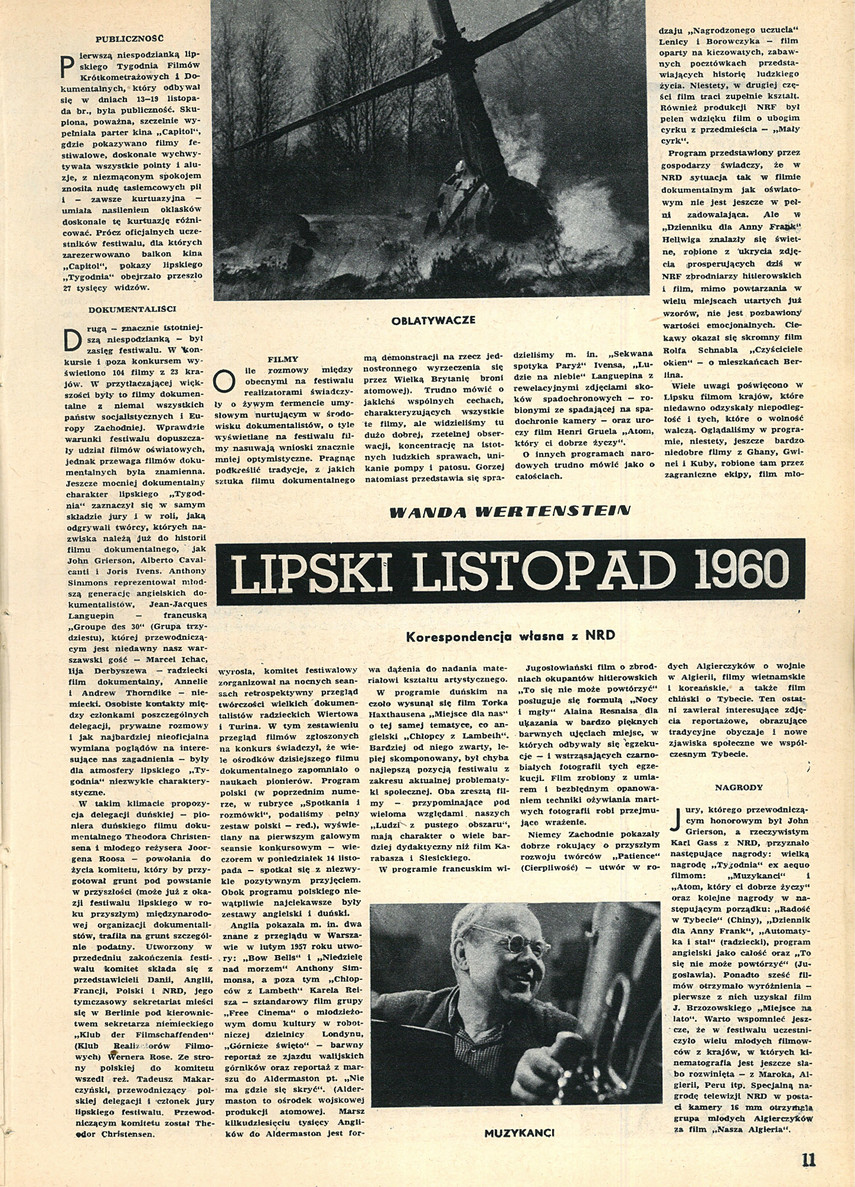 WANDA WERTENSTEIN
LIPSKI LISTOPAD 1960
Korespondencja własna z NRD
PUBLICZNOŚĆ
Pierwszą niespodzianką lip-
skiego Tygodnia Filmów
Krótkometrażowych i Do-
kumentalnych, który odbywał
się w dniach 13—19 listopa-
da br., była publiczność. Sku-
piona, poważna, szczelnie wy-
pełniała parter kina „Capitol“,
gdzie pokazywano filmy fe-
stiwalowe, doskonale wychwy-
tywała wszystkie pointy i alu-
zje, z niezmąconym spokojem
znosiła nudę tasiemcowych pił
i — zawsze kurtuazyjna —
umiała nasileniem oklasków
doskonale tę kurtuazję różni-
cować. Prócz oficjalnych ucze-
stników festiwalu, dla których
zarezerwowano balkon kina
„Capitol“, pokazy lipskiego
„Tygodnia“ obejrzało przeszło
27 tysięcy widzów.
DOKUMENTALIŚCI
Drugą — znacznie istotniej-
szą niespodzianką — był
zasięg festiwalu. W kon-
kursie i poza konkursem wy-
świetlono 104 filmy z 23 kra-
jów. W przytłaczającej więk-
szości były to filmy dokumen-
talne z niemal wszystkich
państw socjalistycznych i Eu-
ropy Zachodniej. Wprawdzie
warunki festiwalu dopuszcza-
ły udział filmów oświatowych,
jednak przewaga filmów doku-
mentalnych była znamienna.
Jeszcze mocniej dokumentalny
charakter lipskiego „Tygod-
nia“ zaznaczył się w samym
składzie jury i w roli, jaką
odgrywali twórcy, których na-
zwiska należą już do historii
filmu dokumentalnego, jak
John Grierson, Alberto Caval-
canti i Joris Ivens. Anthony
Simmons reprezentował młod-
szą generację angielskich do-
kumentalistów, Jean-Jacques
Languepin — francuską
„Groupe des 30“ (Grupa trzy-
dziestu), której przewodniczą-
cym jest niedawny nasz war-
szawski gość — Marcel Ichac,
Ilja Derbyszewa — radziecki
film dokumentalny, Annelie
i Andrew Thorndike — nie-
miecki. Osobiste kontakty mię-
dzy członkami poszczególnych
delegacji, prywatne rozmowy
i jak najbardziej nieoficjalna
wymiana poglądów na intere-
sujące nas zagadnienia — były
dla atmosfery lipskiego „Ty-
godnia“ niezwykle charaktery-
styczne.
W takim klimacie propozy-
cja delegacji duńskiej — pio-
niera duńskiego filmu doku-
mentalnego Theodora Christen-
sena i młodego reżysera Joor-
gena Roosa — powołania do
życia komitetu, który by przy-
gotował grunt pod powstanie
w przyszłości (może już z oka-
zji festiwalu lipskiego w ro-
ku przyszłym) międzynarodo-
wej organizacji dokumentali-
stów, trafiła na grunt szczegól-
nie podatny. Utworzony w
przededniu zakończenia festi-
walu komitet składa się z
przedstawicieli Danii, Anglii,
Francji, Polski i NRD, jego
tymczasowy sekretariat mieści
się w Berlinie pod kierownic-
twem sekretarza niemieckiego
„Klub der Filmschaffenden“
(Klub Realizatorów Filmo-
wych) Wernera Rose. Ze stro-
ny polskiej do komitetu
wszedł reż. Tadeusz Makar-
czyński, przewodniczący pol-
skiej delegacji i członek jury
lipskiego festiwalu. Przewod-
niczącym komitetu został The-
odor Christensen.
OBLATYWACZE
FILMY
O ile rozmowy między
obecnymi na festiwalu
realizatorami świadczy-
ły o żywym fermencie umy-
słowym nurtującym w środo-
wisku dokumentalistów, o tyle
wyświetlane na festiwalu fil-
my nasuwają wnioski znacznie
mniej optymistyczne. Pragnąc
podkreślić tradycje, z jakich
sztuka filmu dokumentalnego
wyrosła, komitet festiwalowy
zorganizował na nocnych sean-
sach retrospektywny przegląd
twórczości wielkich dokumen-
talistów radzieckich Wiertowa
i Turina. W tym zestawieniu
przegląd filmów zgłoszonych
na konkurs świadczył, że wie-
le ośrodków dzisiejszego filmu
dokumentalnego zapomniało o
naukach pionierów. Program
polski (w poprzednim nume-
rze, w rubryce „Spotkania i
rozmówki“, podaliśmy pełny
zestaw polski — red.), wyświe-
tlany na pierwszym galowym
seansie konkursowym — wie-
czorem w poniedziałek 14 listo-
pada — spotkał się z niezwy-
kle pozytywnym przyjęciem.
Obok programu polskiego nie-
wątpliwie najciekawsze były
zestawy angielski i duński.
Anglia pokazała m. in. dwa
znane z przeglądu w Warsza-
wie w lutym 1957 roku utwo-
ry: „Bow Bells“ i „Niedzielę
nad morzem“ Anthony Sim-
monsa, a poza tym „Chłop-
ców z Lambeth“ Karela Rei-
sza — sztandarowy film grupy
„Free Cinema“ o młodzieżo-
wym domu kultury w robot-
niczej dzielnicy Londynu,
„Górnicze święto“ — barwny
reportaż ze zjazdu walijskich
górników oraz reportaż z mar-
szu do Aldermaston pt. „Nie
ma gdzie się skryć“. (Alder-
maston to ośrodek wojskowej
produkcji atomowej. Marsz
kilkudziesięciu tysięcy Angli-
ków do Aldermaston jest for-
mą demonstracji na rzecz jed-
nostronnego wyrzeczenia się
przez Wielką Brytanię broni
atomowej). Trudno mówić o
jakichś wspólnych cechach,
charakteryzujących wszystkie
te filmy, ale widzieliśmy tu
dużo dobrej, rzetelnej obser-
wacji, koncentrację na istot-
nych ludzkich sprawach, uni-
kanie pompy i patosu. Gorzej
natomiast przedstawia się spra-
wa dążenia do nadania mate-
riałowi kształtu artystycznego.
W programie duńskim na
czoło wysunął się film Torka
Haxthausena „Miejsce dla nas“
o tej samej tematyce, co an-
gielski „Chłopcy z Lambeth“.
Bardziej od niego zwarty, le-
piej skomponowany, był chyba
najlepszą pozycją festiwalu z
zakresu aktualnej problematy-
ki społecznej. Oba zresztą fil-
my — przypominające pod
wieloma względami naszych
„Ludzi z pustego obszaru“,
mają charakter o wiele bar-
dziej dydaktyczny niż film Ka-
rabasza i Ślesickiego.
W programie francuskim wi-
dzieliśmy m. in. „Sekwana
spotyka Paryż“ Ivensa, „Lu-
dzie na niebie“ Languepina z
rewelacyjnymi zdjęciami sko-
ków spadochronowych — ro-
bionymi ze spadającej na spa-
dochronie kamery — oraz uro-
czy film Henri Gruela „Atom,
który ci dobrze życzy“.
O innych programach naro-
dowych trudno mówić jako o
całościach.
Jugosłowiański film o zbrod-
niach okupantów hitlerowskich
„To się nie może powtórzyć“
posługuje się formułą „Nocy
i mgły“ Alaina Resnaisa dla
ukazania w bardzo pięknych
barwnych ujęciach miejsc, w
których odbywały się egzeku-
cje — i wstrząsających czarno-
białych fotografii tych egze-
kucji. Film zrobiony z umia-
rem i bezbłędnym opanowa-
niem techniki ożywiania mart-
wych fotografii robi przejmu-
jące wrażenie.
Niemcy Zachodnie pokazały
dobrze rokujący o przyszłym
rozwoju twórców „Patience“
(Cierpliwość) — utwór w ro-
dzaju „Nagrodzonego uczucia“
Lenicy i Borowczyka — film
oparty na kiczowatych, zabaw-
nych pocztówkach przedsta-
wiających historię ludzkiego
życia. Niestety, w drugiej czę-
ści film traci zupełnie kształt.
Również produkcji NRF był
pełen wdzięku film o ubogim
cyrku z przedmieścia — „Mały
cyrk“.
Program przedstawiony przez
gospodarzy świadczy, że w
NRD sytuacja tak w filmie
dokumentalnym jak oświato-
wym nie jest jeszcze w peł-
ni zadowalająca. Ale w
„Dzienniku dla Anny Frank“
Hellwiga znalazły się świet-
ne, robione z ukrycia zdję-
cia prosperujących dziś w
NRF zbrodniarzy hitlerowskich
i film, mimo powtarzania w
wielu miejscach utartych już
wzorów, nie jest pozbawiony
wartości emocjonalnych. Cie-
kawy okazał się skromny film
Rolfa Schnabla „Czyściciele
okien“ — o mieszkańcach Ber-
lina.
Wiele uwagi poświęcono w
Lipsku filmom krajów, które
niedawno odzyskały niepodleg-
łość i tych, które o wolność
walczą. Oglądaliśmy w progra-
mie, niestety, jeszcze bardzo
niedobre filmy z Ghany, Gwi-
nei i Kuby, robione tam przez
zagraniczne ekipy, film mło-
dych Algierczyków o wojnie
w Algierii, filmy wietnamskie
i koreańskie, a także film
chiński o Tybecie. Ten ostat-
ni zawierał interesujące zdję-
cia reportażowe, obrazujące
tradycyjne obyczaje i nowe
zjawiska społeczne we współ-
czesnym Tybecie.
NAGRODY
Jury, którego przewodniczą-
cym honorowym był John
Grierson, a rzeczywistym
Karl Gass z NRD, przyznało
następujące nagrody: wielką
nagrodę „Tygodnia“ ex aequo
filmom: „Muzykanci“ i
„Atom, który ci dobrze życzy“
oraz kolejne nagrody w na-
stępującym porządku: „Radość
w Tybecie“ (Chiny), „Dziennik
dla Anny Frank“, „Automaty-
ka i stal“ (radziecki), program
angielski jako całość oraz „To
się nie może powtórzyć“ (Ju-
gosławia). Ponadto sześć fil-
mów otrzymało wyróżnienia —
pierwsze z nich uzyskał film
J. Brzozowskiego „Miejsce na
lato“. Warto wspomnieć jesz-
cze, że w festiwalu uczestni-
czyło wielu młodych filmow-
ców z krajów, w których ki-
nematografia jest jeszcze sła-
bo rozwinięta — z Maroka, Al-
gierii, Peru itp. Specjalną na-
grodę telewizji NRD w posta-
ci kamery 16 mm otrzymała
grupa młodych Algierczyków
za film „Nasza Algieria“.
MUZYKANCI
11